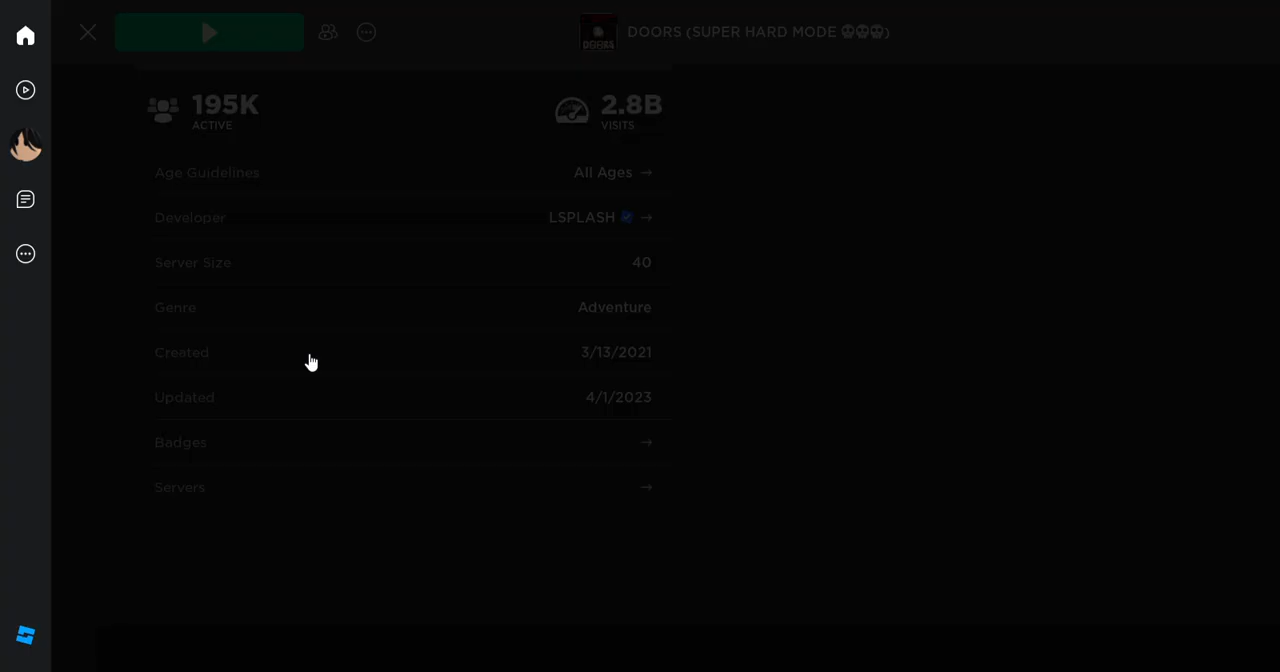 DOORS (SUPER HARD MODE 💀💀💀)
DOORS
195K
ACTIVE
2.8B
VISITS
Age Guidelines All Ages →
Developer LSPLASH →
Server Size 40
Genre Adventure
Created 3/13/2021
Updated 4/1/2023
Badges →
Servers →